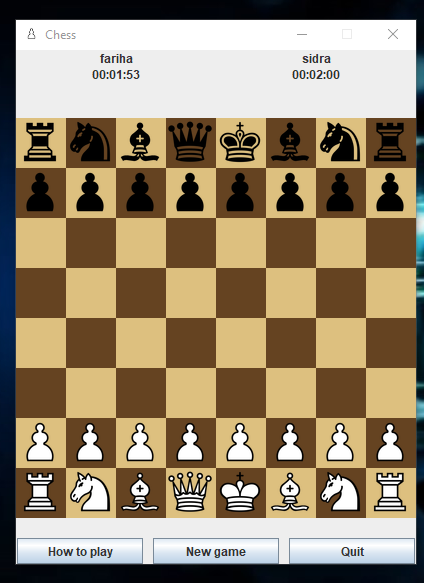 Chess
fariha
sidra
00:01:53
00:02:00
How to play
New game
Quit